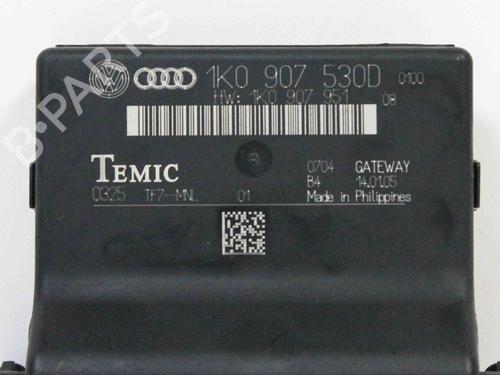 1K0 907 530D 0100
HW: 1K0 907 951 08
TEMIC 0704 GATEWAY
0325 TF7-MNL 01 B4 14.01.05
Made in Philippines
B-PARTS